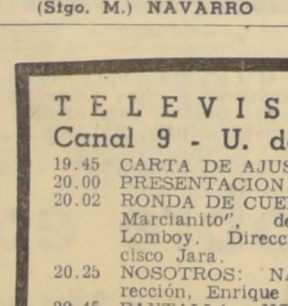 (Stgo. M.) NAVARRO
TELEVIS
Canal 9 - U. de
19.45 CARTA DE AJUS
20.00 PRESENTACION
20.02 RONDA DE CUE
Marcianito", de
Lomboy. Direcc
cisco Jara.
20.25 NOSOTROS: NA
rección, Enrique